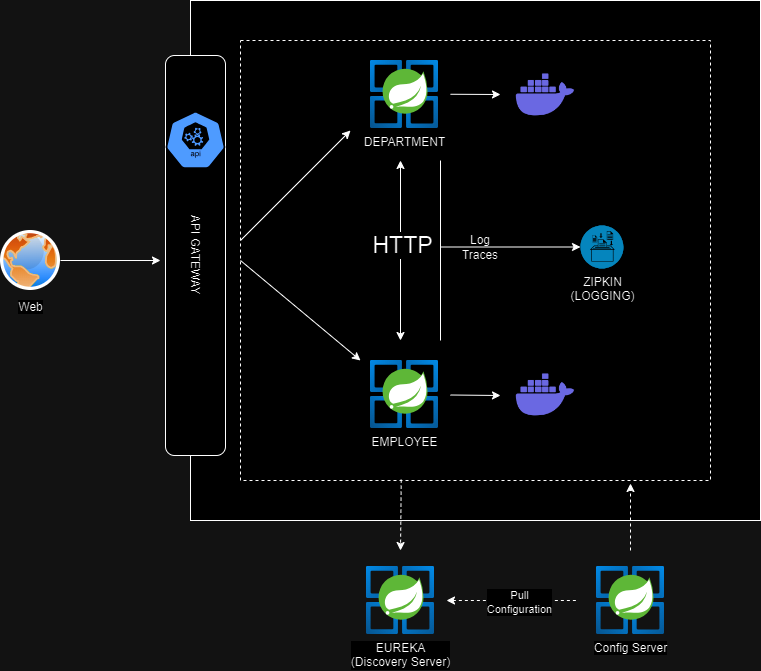 DEPARTMENT
api
API GATEWAY
HTTP
Log
Traces
ZIPKIN
(LOGGING)
Web
EMPLOYEE
Pull
Configuration
EUREKA
(Discovery Server)
Config Server